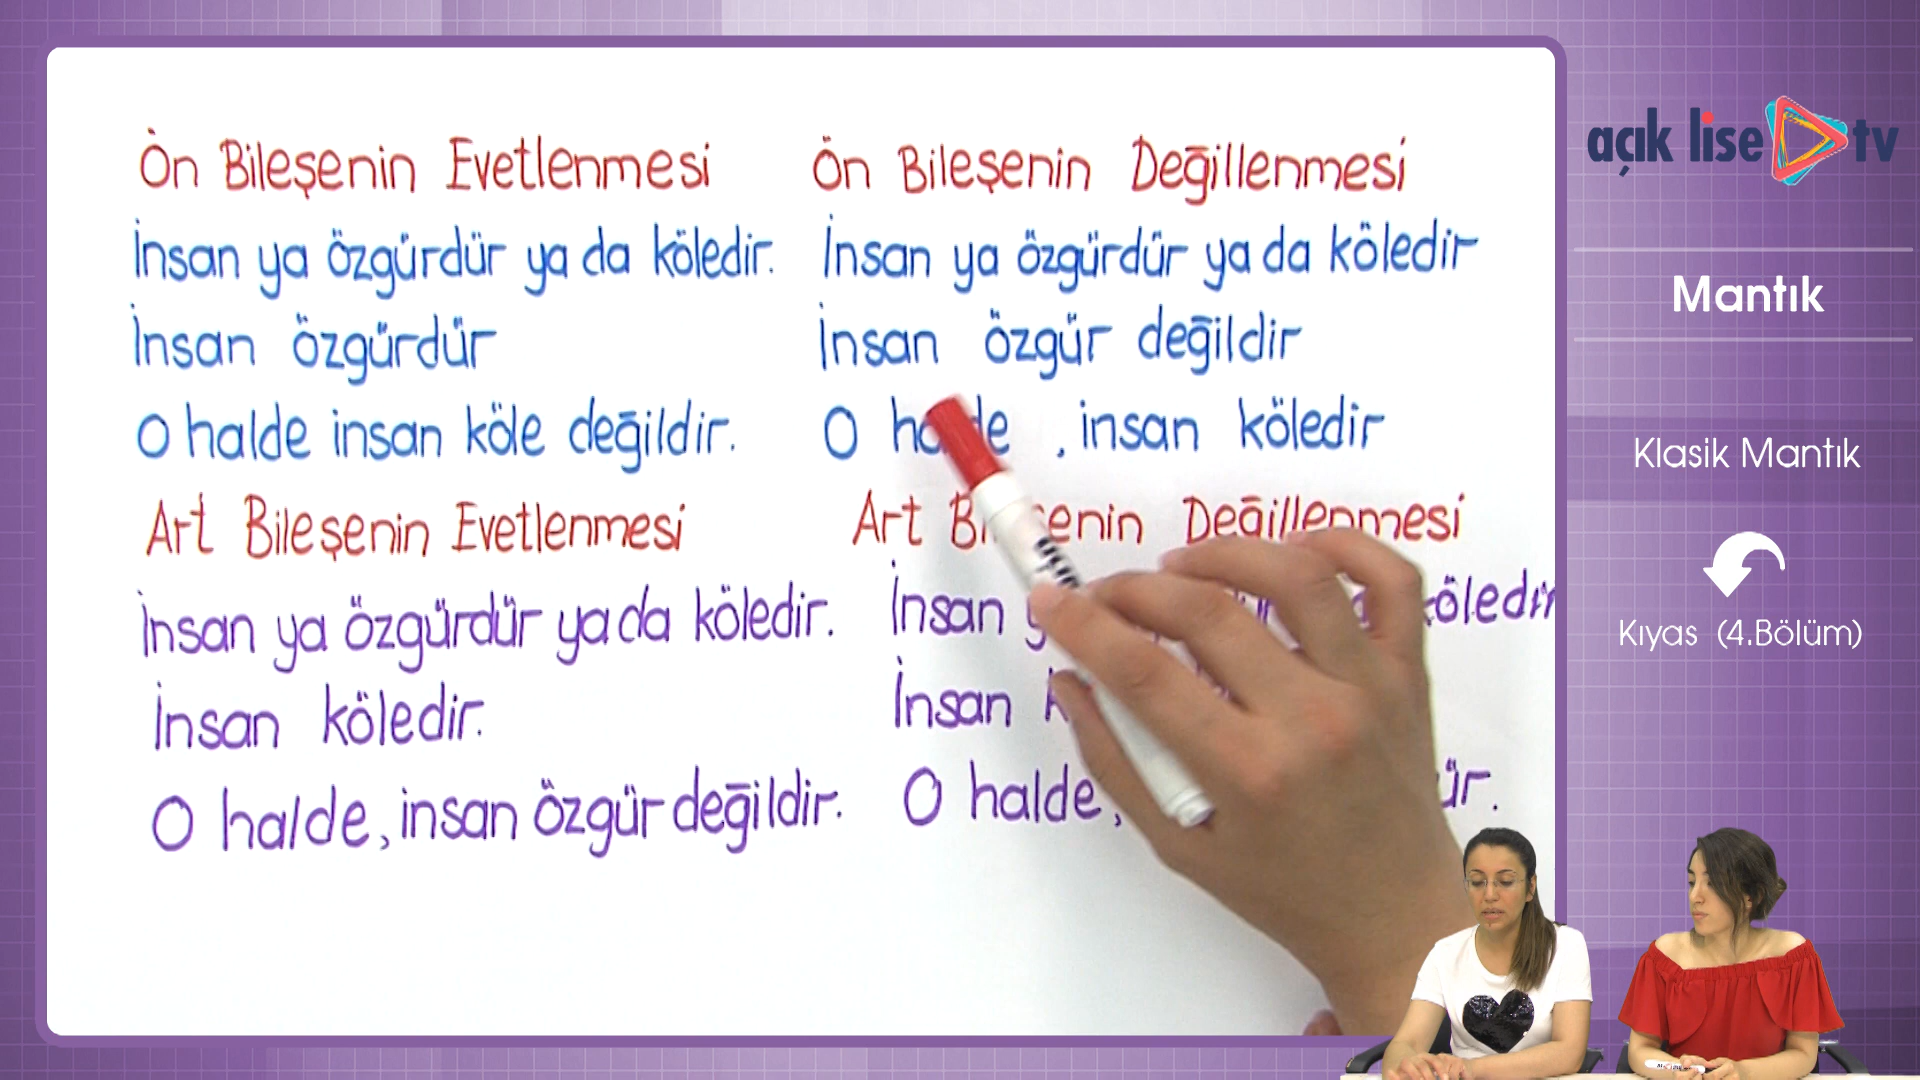 Ön Bileşenin Evetlenmesi
İnsan ya özgürdür ya da köledir.
İnsan özgürdür
O halde insan köle değildir.
Ön Bileşenin Değillenmesi
İnsan ya özgürdür ya da köledir
İnsan özgür değildir
O halde , insan köledir
Art Bileşenin Evetlenmesi
İnsan ya özgürdür ya da köledir.
İnsan köledir.
O halde, insan özgür değildir.
Art Bileşenin Değillenmesi
İnsan köledir
İnsan
O halde,
açık lise tv
Mantık
Klasik Mantık
Kıyas (4.Bölüm)